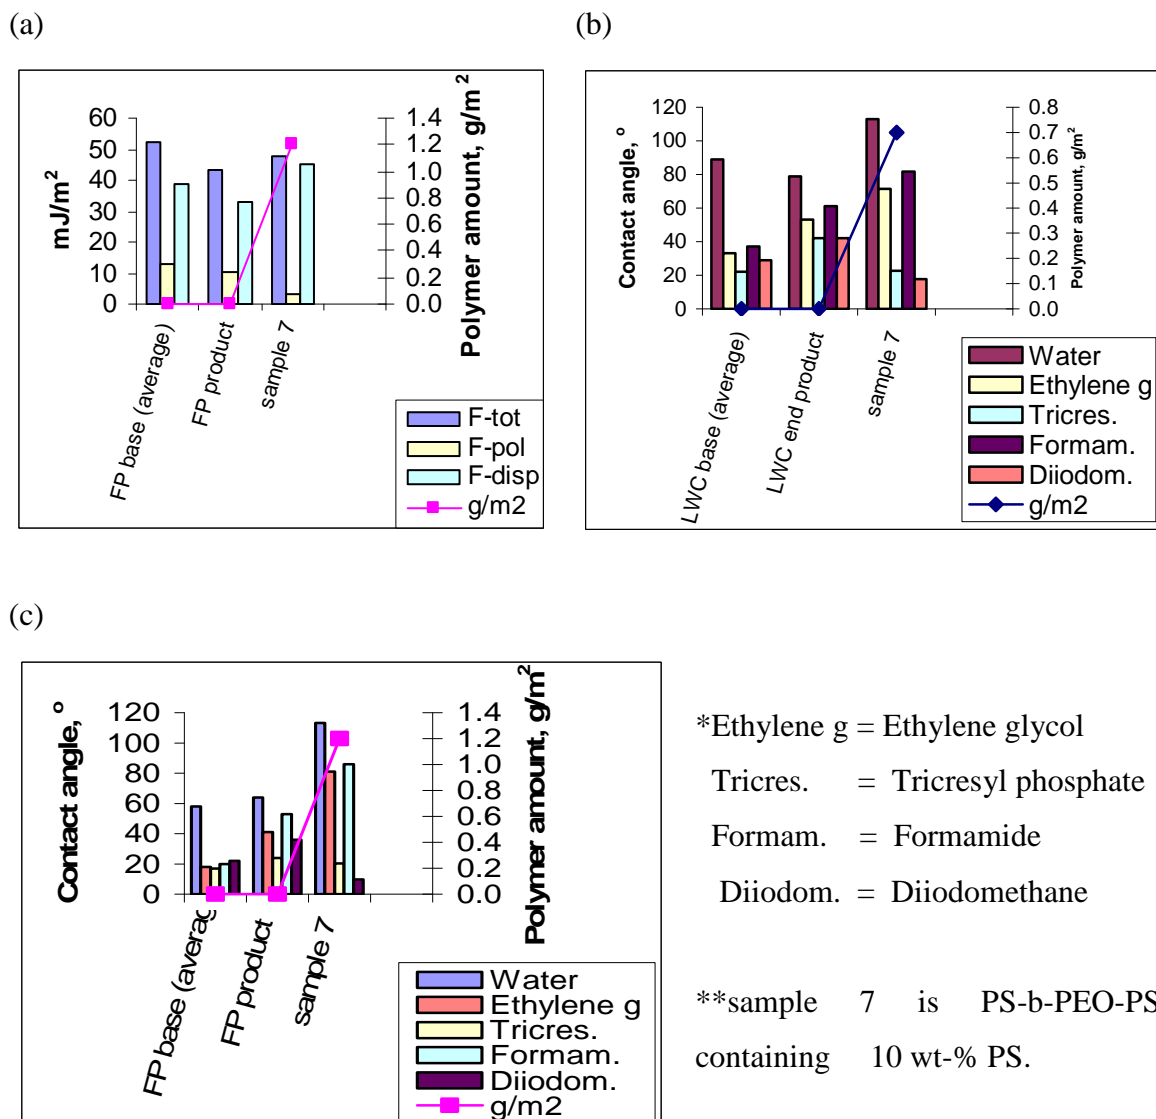 (a)
(b)
mJ/m²
60
50
40
30
20
10
0
1.4
1.2
1.0
0.8
0.6
0.4
0.2
0.0
Polymer amount, g/m²
FP base (average)
FP product
sample 7
F-tot
F-pol
F-disp
g/m2
Contact angle, º
120
100
80
60
40
20
0
0.8
0.7
0.6
0.5
0.4
0.3
0.2
0.1
0.0
Polymer amount, g/m²
LWC base (average)
LWC end product
sample 7
Water
Ethylene g
Tricres.
Formam.
Diiodom.
g/m2
(c)
Contact angle, º
120
100
80
60
40
20
0
1.4
1.2
1.0
0.8
0.6
0.4
0.2
0.0
Polymer amount, g/m²
FP base (averag
FP product
sample 7
Water
Ethylene g
Tricres.
Formam.
Diiodom.
g/m2
*Ethylene g = Ethylene glycol
Tricres. = Tricresyl phosphate
Formam. = Formamide
Diiodom. = Diiodomethane
**sample 7 is PS-b-PEO-PS
containing 10 wt-% PS.